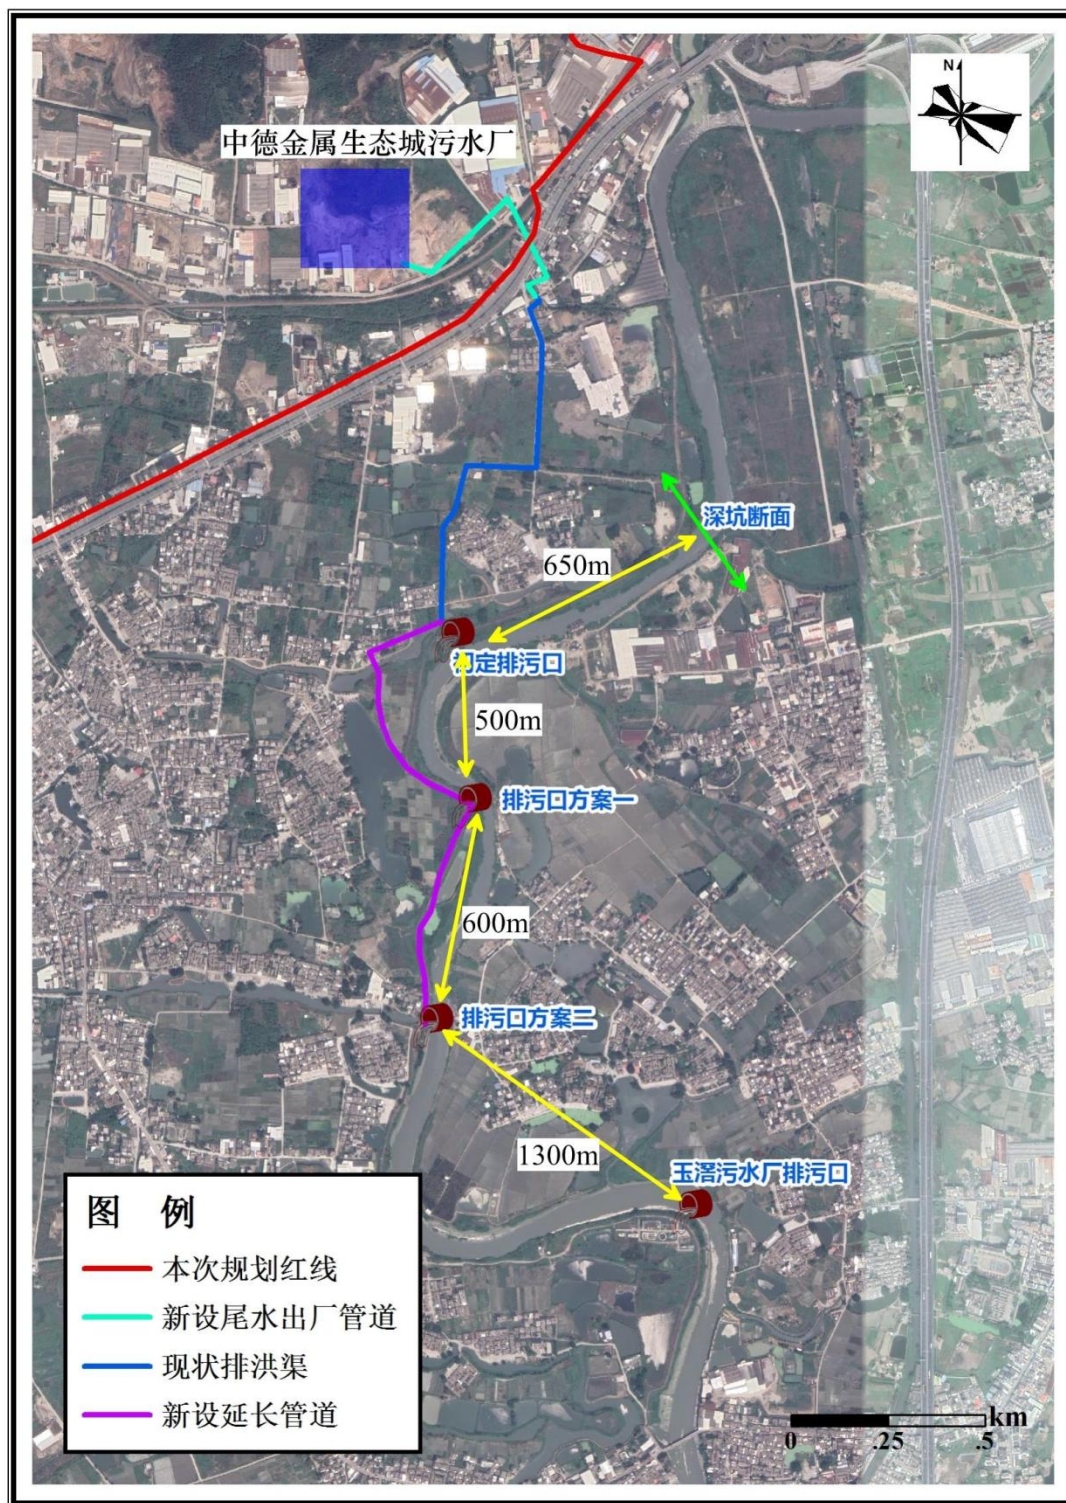 N
中德金属生态城污水厂
深坑断面
650m
初定排污口
500m
排污口方案一
600m
排污口方案二
1300m
玉滘污水厂排污口
图 例
本次规划红线
新设尾水出厂管道
现状排洪渠
新设延长管道
km
0 .25 .5